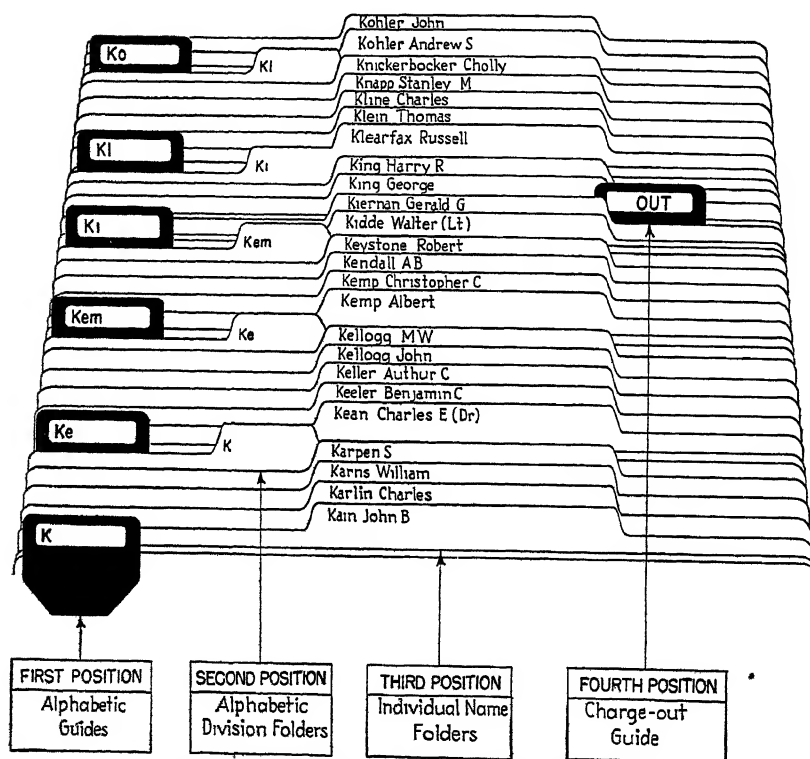 Kohler John
Ko
Kohler Andrew S
Kl
Knickerbocker Cholly
Knapp Stanley M
Kline Charles
Klein Thomas
Kl
Klearfax Russell
Ki
King Harry R
King George
Kiernan Gerald G
OUT
Ki
Kidde Walter (Lt)
Kem
Keystone Robert
Kendall AB
Kemp Christopher C
Kemp Albert
Kem
Ke
Kellogg MW
Kellogg John
Keller Authur C
Keeler Benjamin C
Kean Charles E (Dr)
Ke
K
Karpen S
Karns William
Karlin Charles
Kain John B
K
FIRST POSITION
Alphabetic
Guides
SECOND POSITION
Alphabetic
Division Folders
THIRD POSITION
Individual Name
Folders
FOURTH POSITION
Charge-out
Guide